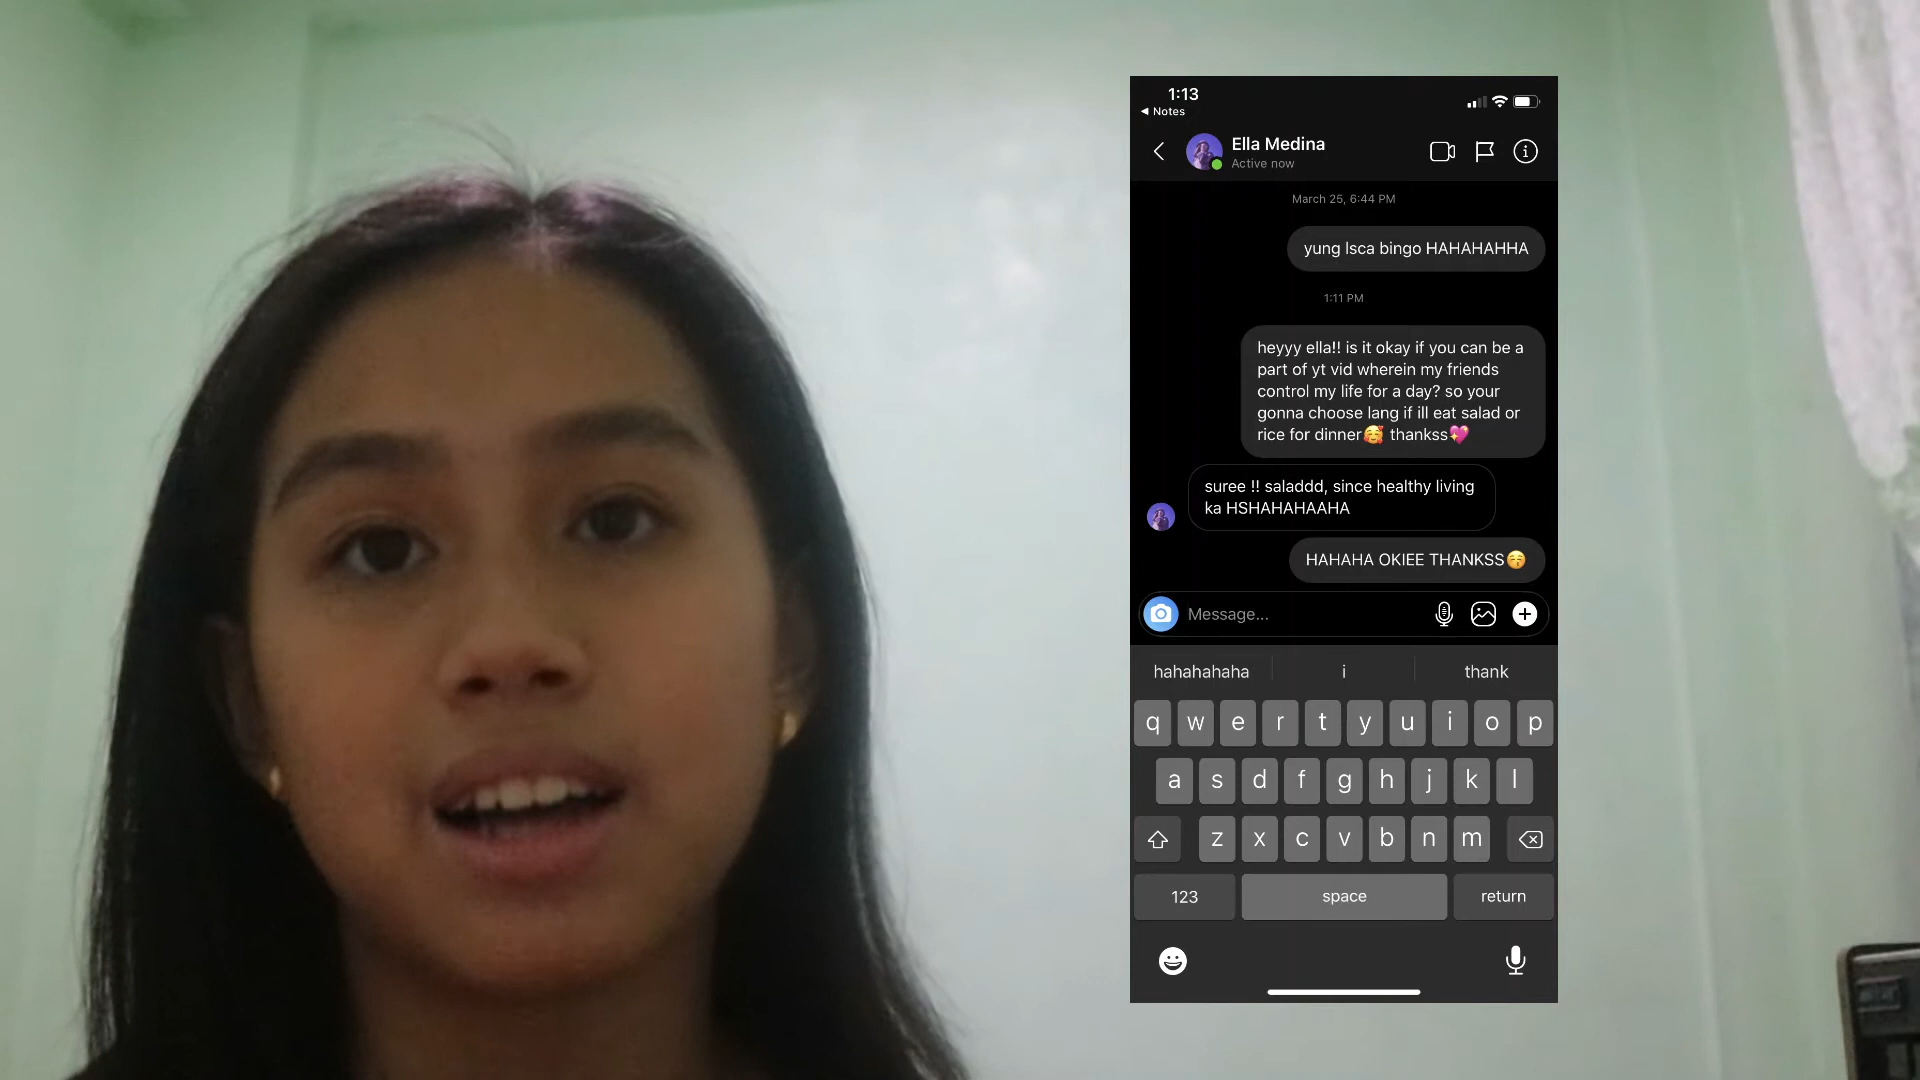 1:13
◀ Notes
Ella Medina
Active now
March 25, 6:44 PM
yung lsca bingo HAHAHAHHA
1:11 PM
heyyy ella!! is it okay if you can be a
part of yt vid wherein my friends
control my life for a day? so your
gonna choose lang if ill eat salad or
rice for dinner🥰 thankss💖
suree !! saladdd, since healthy living
ka HSHAHAHAAHA
HAHAHA OKIEE THANKSS😚
Message...
hahahahaha i thank
q w e r t y u i o p
a s d f g h j k l
z x c v b n m
123 space return